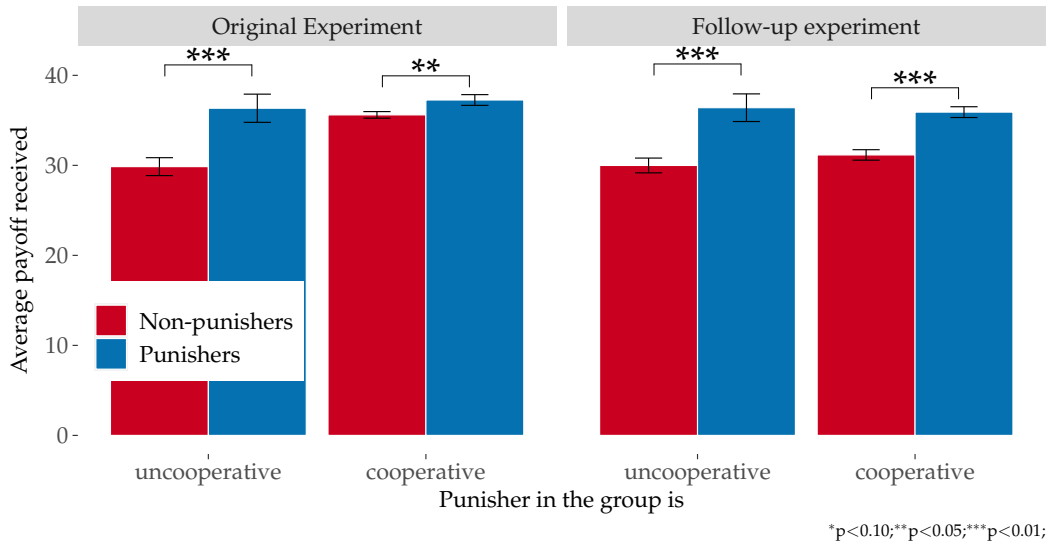 Original Experiment
Follow-up experiment
***
**
***
***
40
30
20
10
0
Average payoff received
Non-punishers
Punishers
uncooperative
cooperative
uncooperative
cooperative
Punisher in the group is
*p<0.10;**p<0.05;***p<0.01;